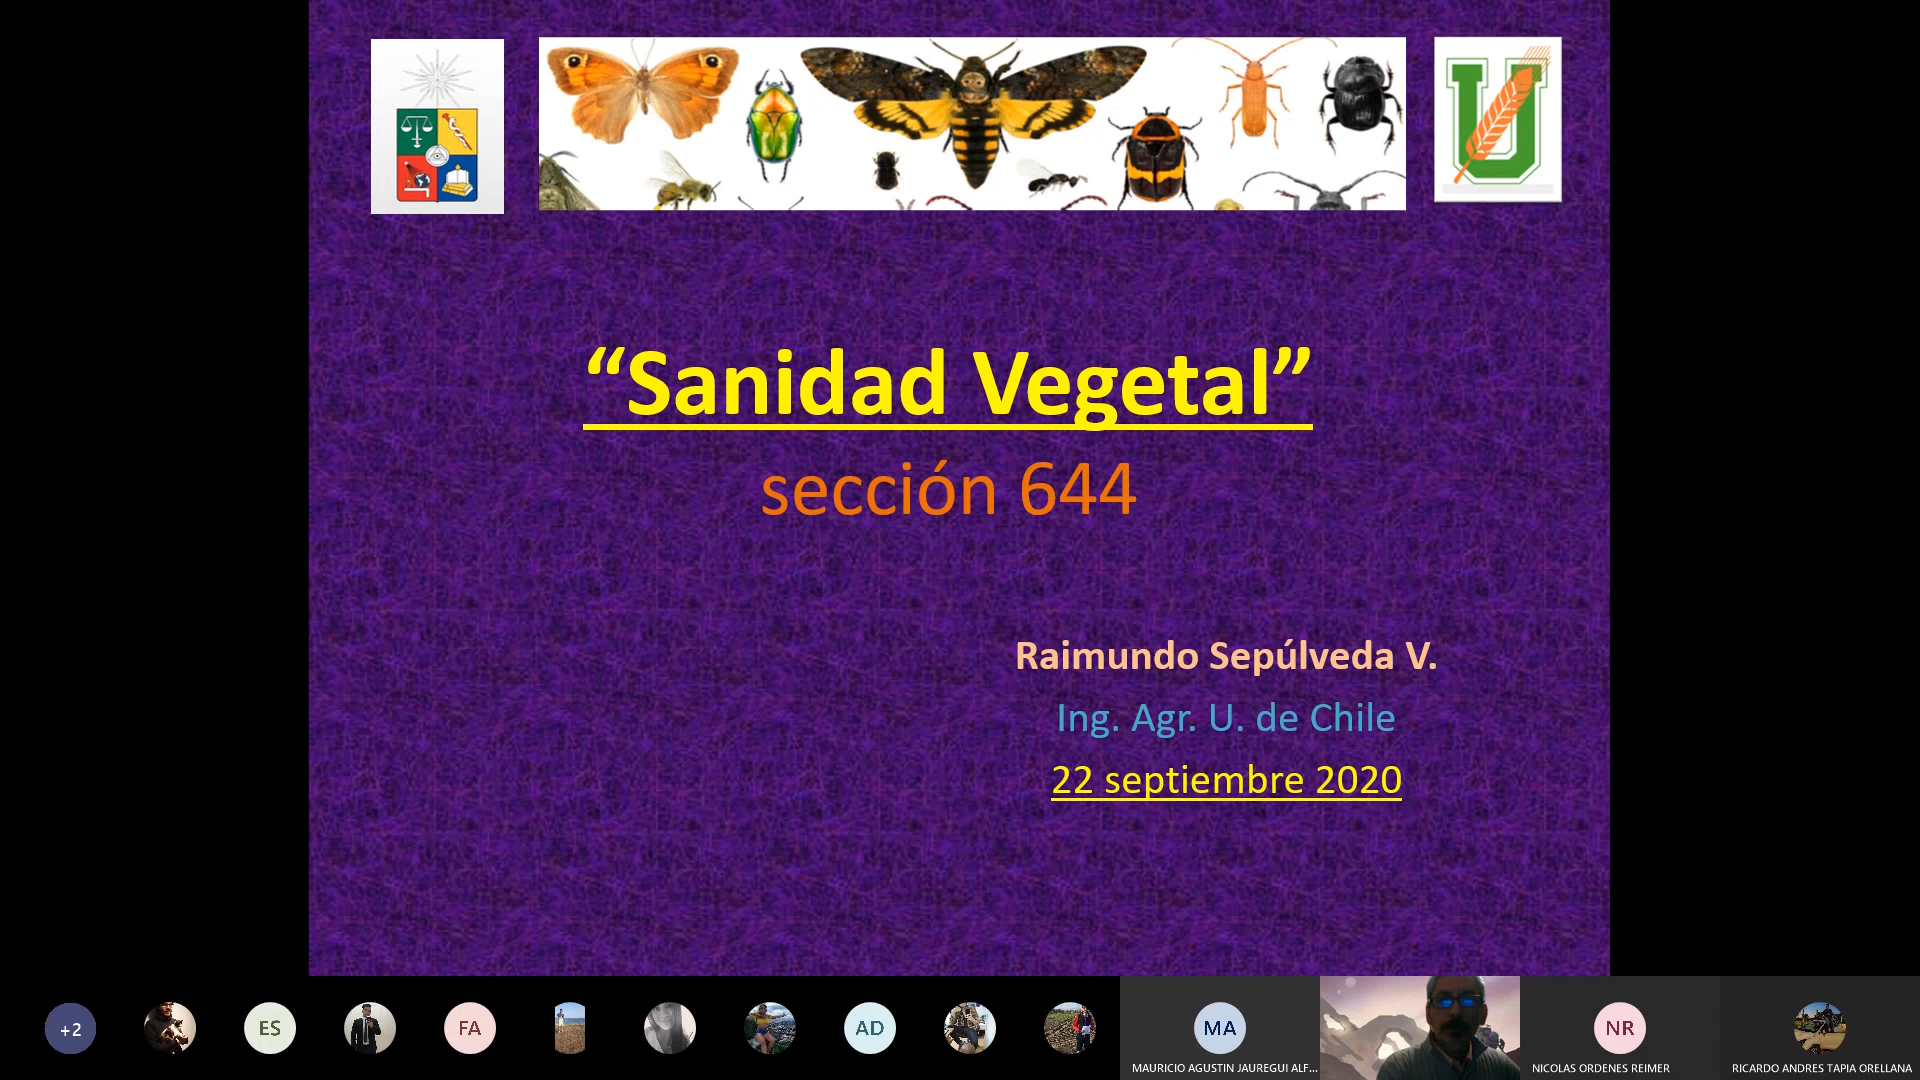 “Sanidad Vegetal”
sección 644
Raimundo Sepúlveda V.
Ing. Agr. U. de Chile
22 septiembre 2020
+2
ES
FA
AD
MA
NR
MAURICIO AGUSTIN JAUREGUI ALF...
NICOLAS ORDENES REIMER
RICARDO ANDRES TAPIA ORELLANA